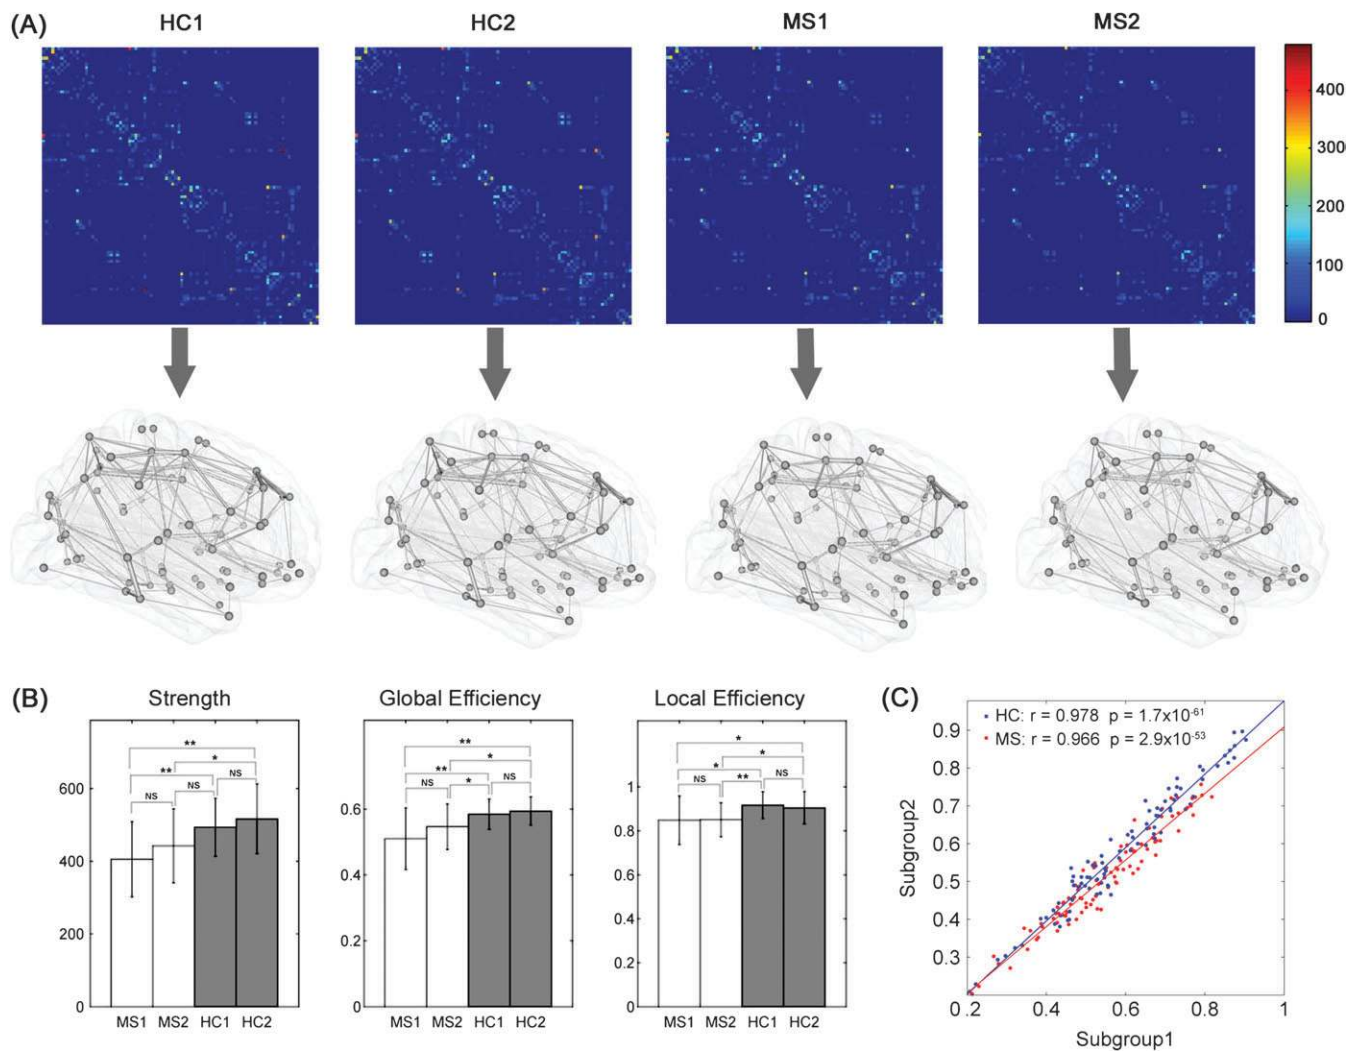 (A) HC1 HC2 MS1 MS2
400
300
200
100
0
(B) Strength Global Efficiency Local Efficiency (C)
600
400
200
0
**
*
**
NS
NS
NS
MS1 MS2 HC1 HC2
0.6
0.4
0.2
0
**
*
**
NS
NS
*
MS1 MS2 HC1 HC2
1
0.8
0.6
0.4
0.2
0
*
*
*
NS
NS
**
MS1 MS2 HC1 HC2
HC: r = 0.978 p = 1.7x10-61
MS: r = 0.966 p = 2.9x10-53
0.9
0.8
0.7
0.6
0.5
0.4
0.3
Subgroup2
0.2 0.4 0.6 0.8 1
Subgroup1